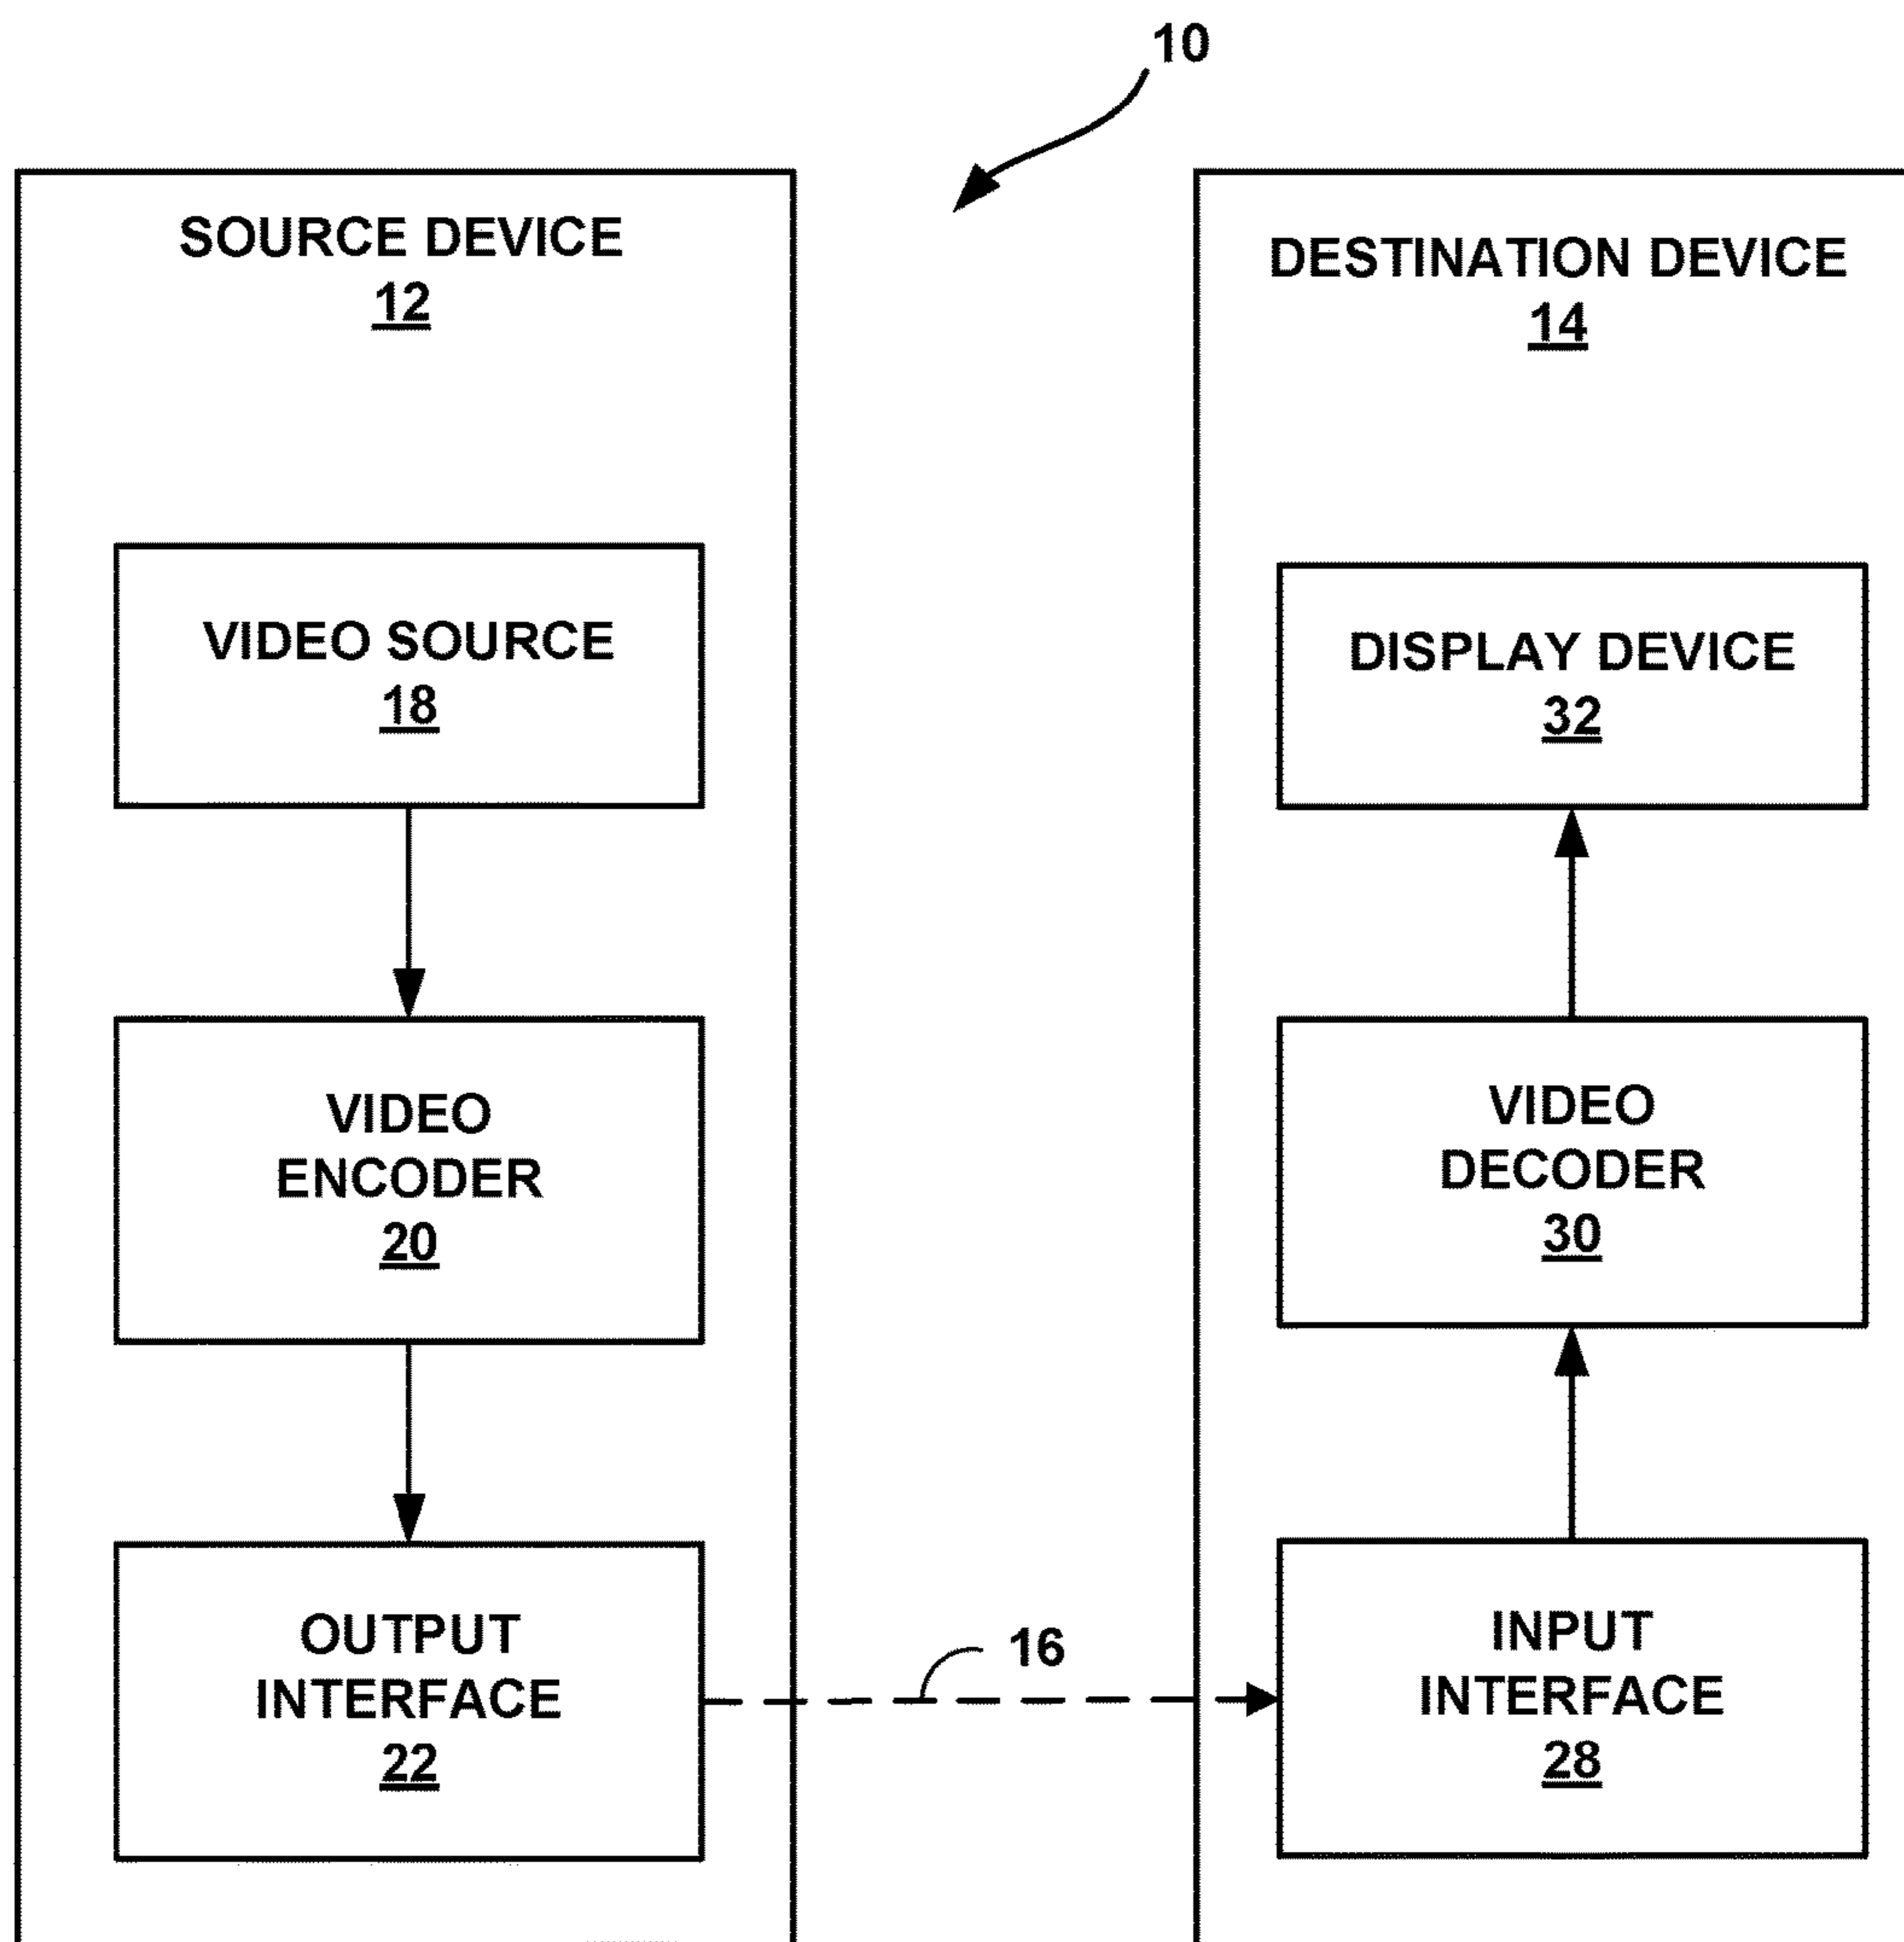 10
SOURCE DEVICE
12
VIDEO SOURCE
18
VIDEO
ENCODER
20
OUTPUT
INTERFACE
22
16
DESTINATION DEVICE
14
DISPLAY DEVICE
32
VIDEO
DECODER
30
INPUT
INTERFACE
28